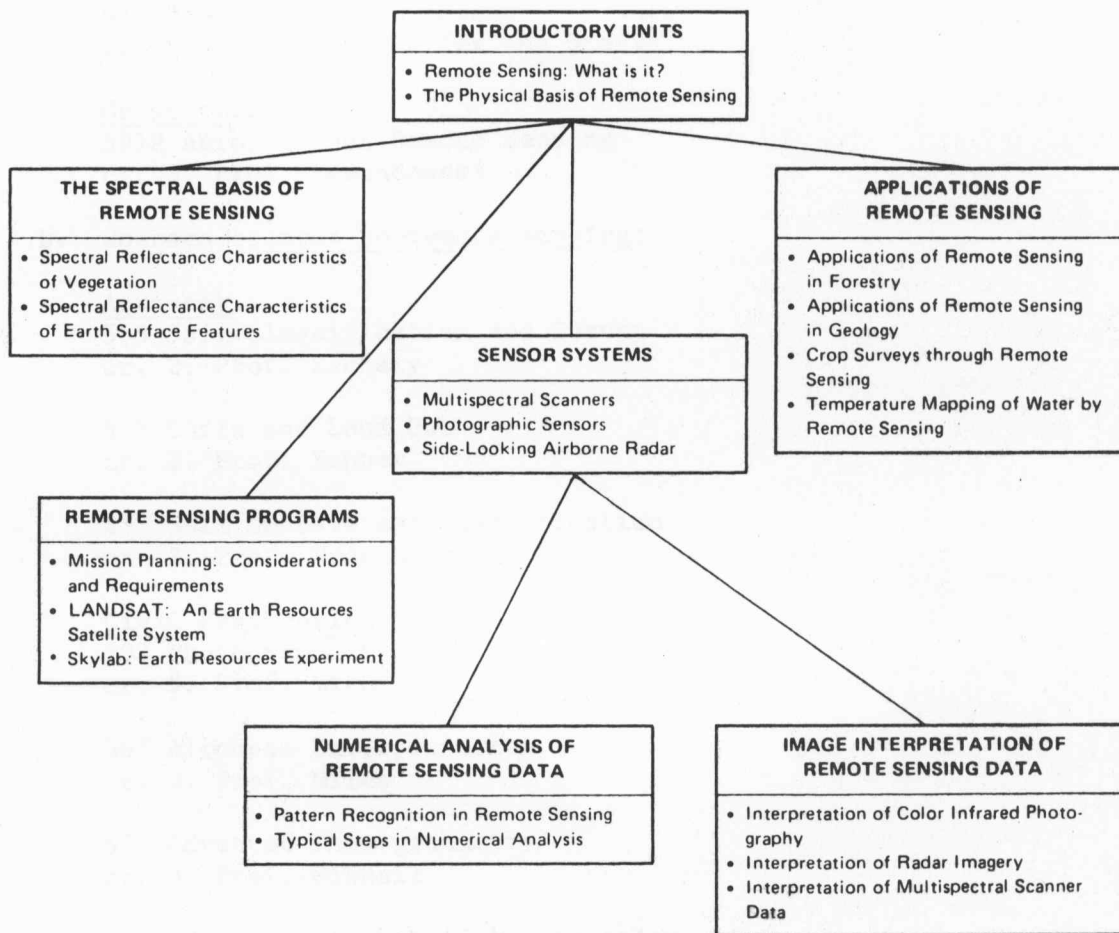 INTRODUCTORY UNITS
• Remote Sensing: What is it?
• The Physical Basis of Remote Sensing
THE SPECTRAL BASIS OF
REMOTE SENSING
• Spectral Reflectance Characteristics
of Vegetation
• Spectral Reflectance Characteristics
of Earth Surface Features
APPLICATIONS OF
REMOTE SENSING
• Applications of Remote Sensing
in Forestry
• Applications of Remote Sensing
in Geology
• Crop Surveys through Remote
Sensing
• Temperature Mapping of Water by
Remote Sensing
SENSOR SYSTEMS
• Multispectral Scanners
• Photographic Sensors
• Side-Looking Airborne Radar
REMOTE SENSING PROGRAMS
• Mission Planning: Considerations
and Requirements
• LANDSAT: An Earth Resources
Satellite System
• Skylab: Earth Resources Experiment
NUMERICAL ANALYSIS OF
REMOTE SENSING DATA
• Pattern Recognition in Remote Sensing
• Typical Steps in Numerical Analysis
IMAGE INTERPRETATION OF
REMOTE SENSING DATA
• Interpretation of Color Infrared Photo-
graphy
• Interpretation of Radar Imagery
• Interpretation of Multispectral Scanner
Data